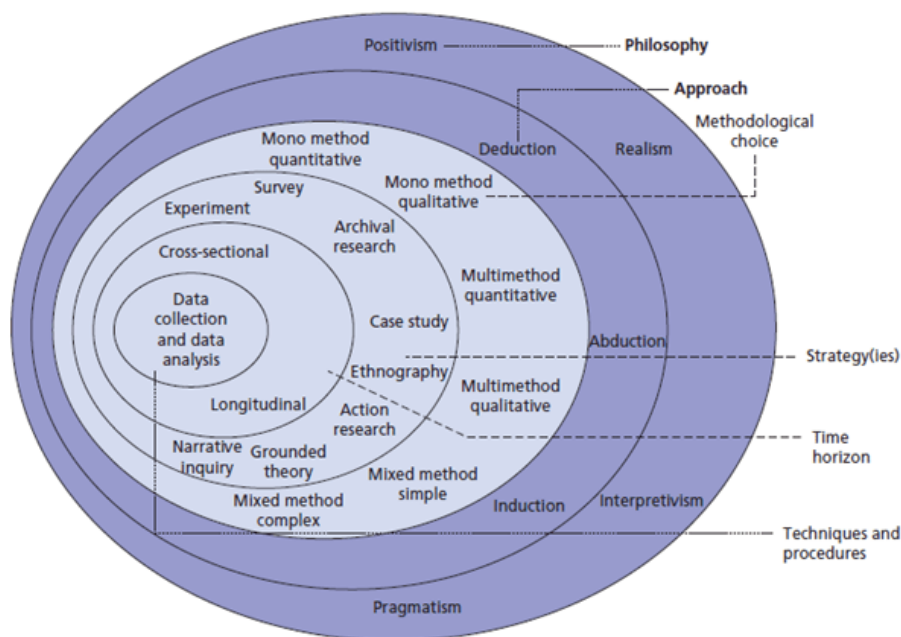 Positivism
Philosophy
Approach
Methodological
choice
Mono method
quantitative
Deduction
Realism
Survey
Mono method
qualitative
Experiment
Archival
research
Cross-sectional
Multimethod
quantitative
Data
collection
and data
analysis
Case study
Abduction
Strategy(ies)
Ethnography
Multimethod
qualitative
Longitudinal
Action
research
Time
horizon
Narrative
inquiry
Grounded
theory
Mixed method
simple
Mixed method
complex
Induction
Interpretivism
Techniques and
procedures
Pragmatism